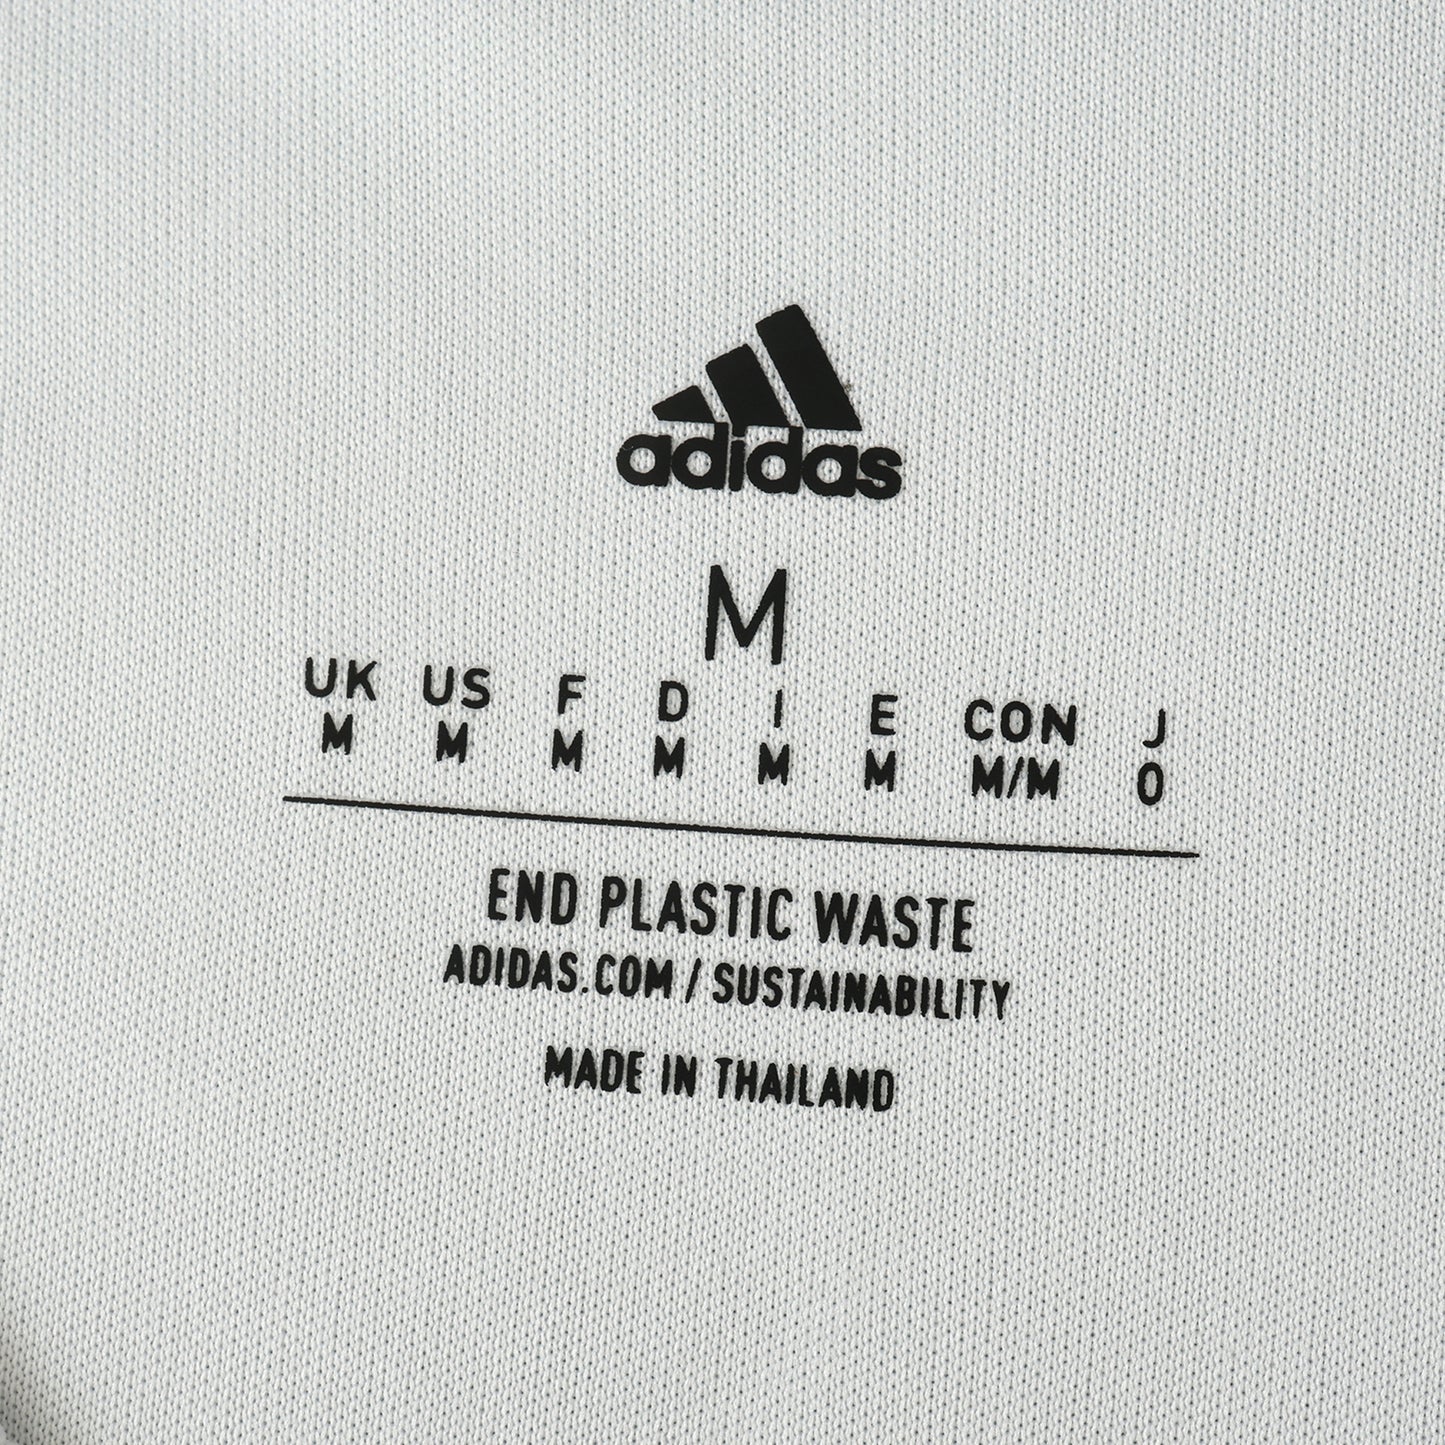 adidas
M
UK US F D I E CON J
M M M M M M M/M O
END PLASTIC WASTE
ADIDAS.COM / SUSTAINABILITY
MADE IN THAILAND